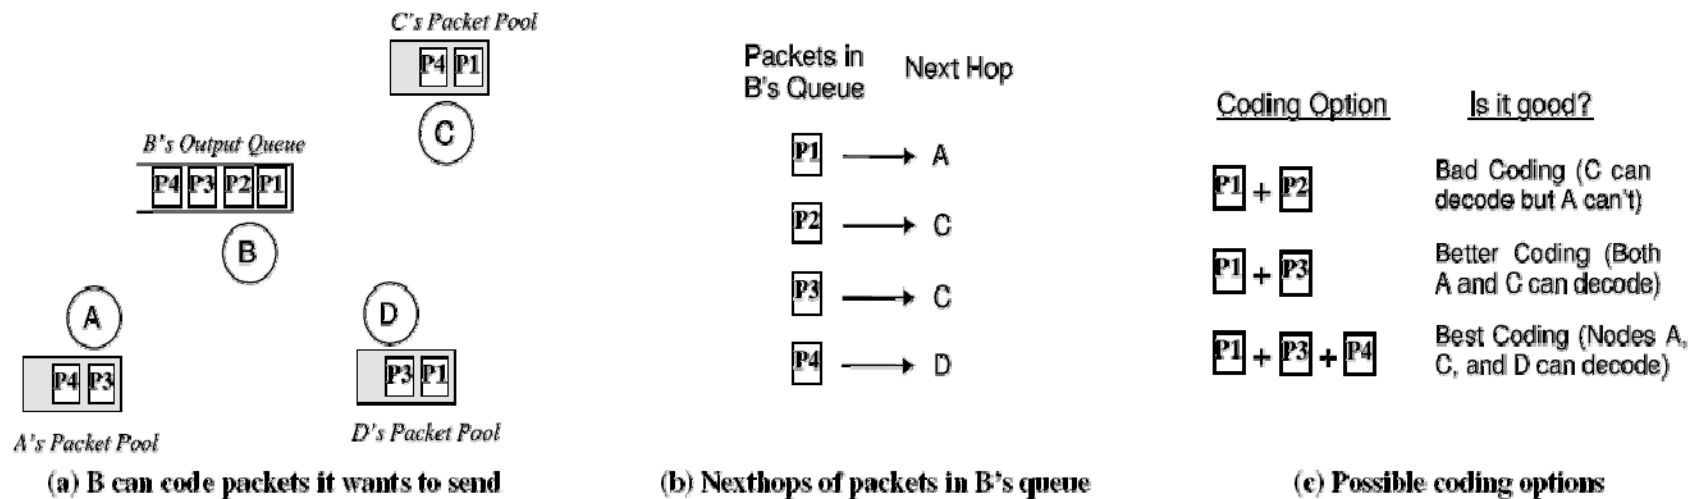 C's Packet Pool
P4 P1
C
B's Output Queue
P4 P3 P2 P1
B
A
D
P4 P3
P3 P1
A's Packet Pool
D's Packet Pool
(a) B can code packets it wants to send
Packets in
B's Queue
Next Hop
P1 A
P2 C
P3 C
P4 D
(b) Nexthops of packets in B's queue
Coding Option
Is it good?
P1 + P2
Bad Coding (C can
decode but A can't)
P1 + P3
Better Coding (Both
A and C can decode)
P1 + P3 + P4
Best Coding (Nodes A,
C, and D can decode)
(c) Possible coding options